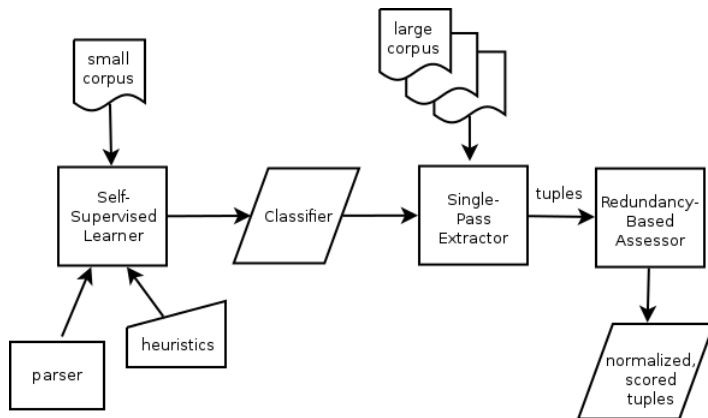 small
corpus
large
corpus
Self-
Supervised
Learner
Classifier
Single-
Pass
Extractor
tuples
Redundancy-
Based
Assessor
parser
heuristics
normalized,
scored
tuples